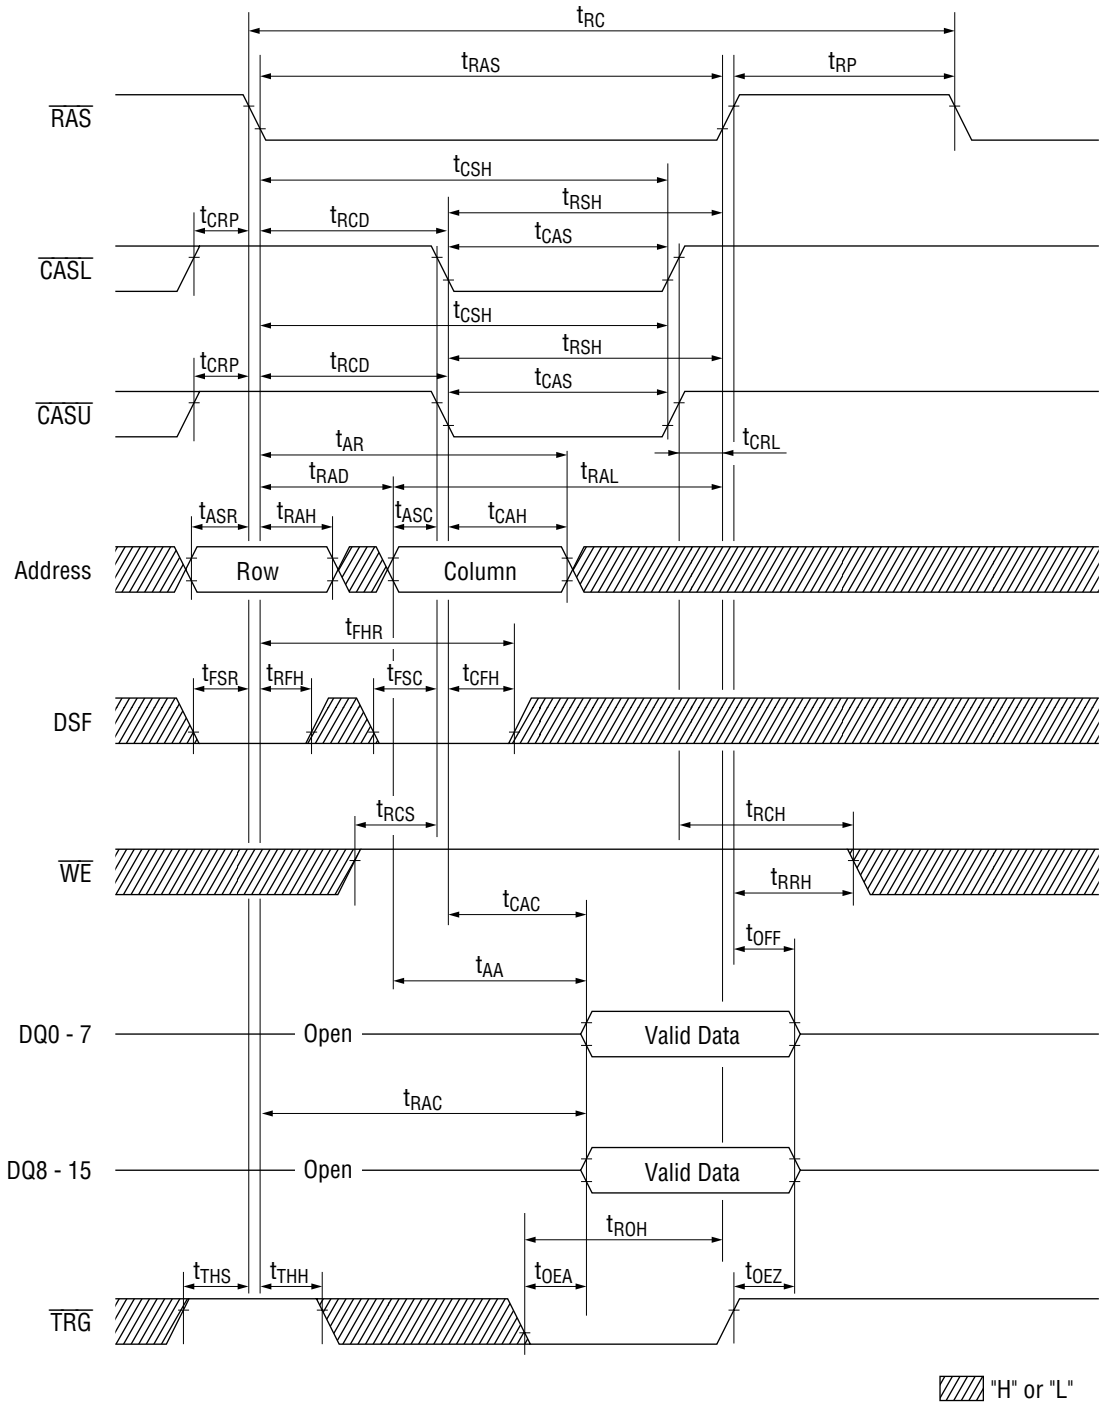 tRC
tRAS tRP
RAS
tCSH
tRSH
tCRP tRCD
tCAS
CASL
tCSH
tRSH
tCRP tRCD
tCAS
CASU
tAR tCRL
tRAD tRAL
tASR tRAH tASC tCAH
Address Row Column
tFHR
tFSR tRFH tFSC tCFH
DSF
tRCS tRCH
WE
tRRH
tCAC
tOFF
tAA
DQ0 - 7 Open Valid Data
tRAC
DQ8 - 15 Open Valid Data
tROH
tTHS tTHH tOEA tOEZ
TRG
"H" or "L"